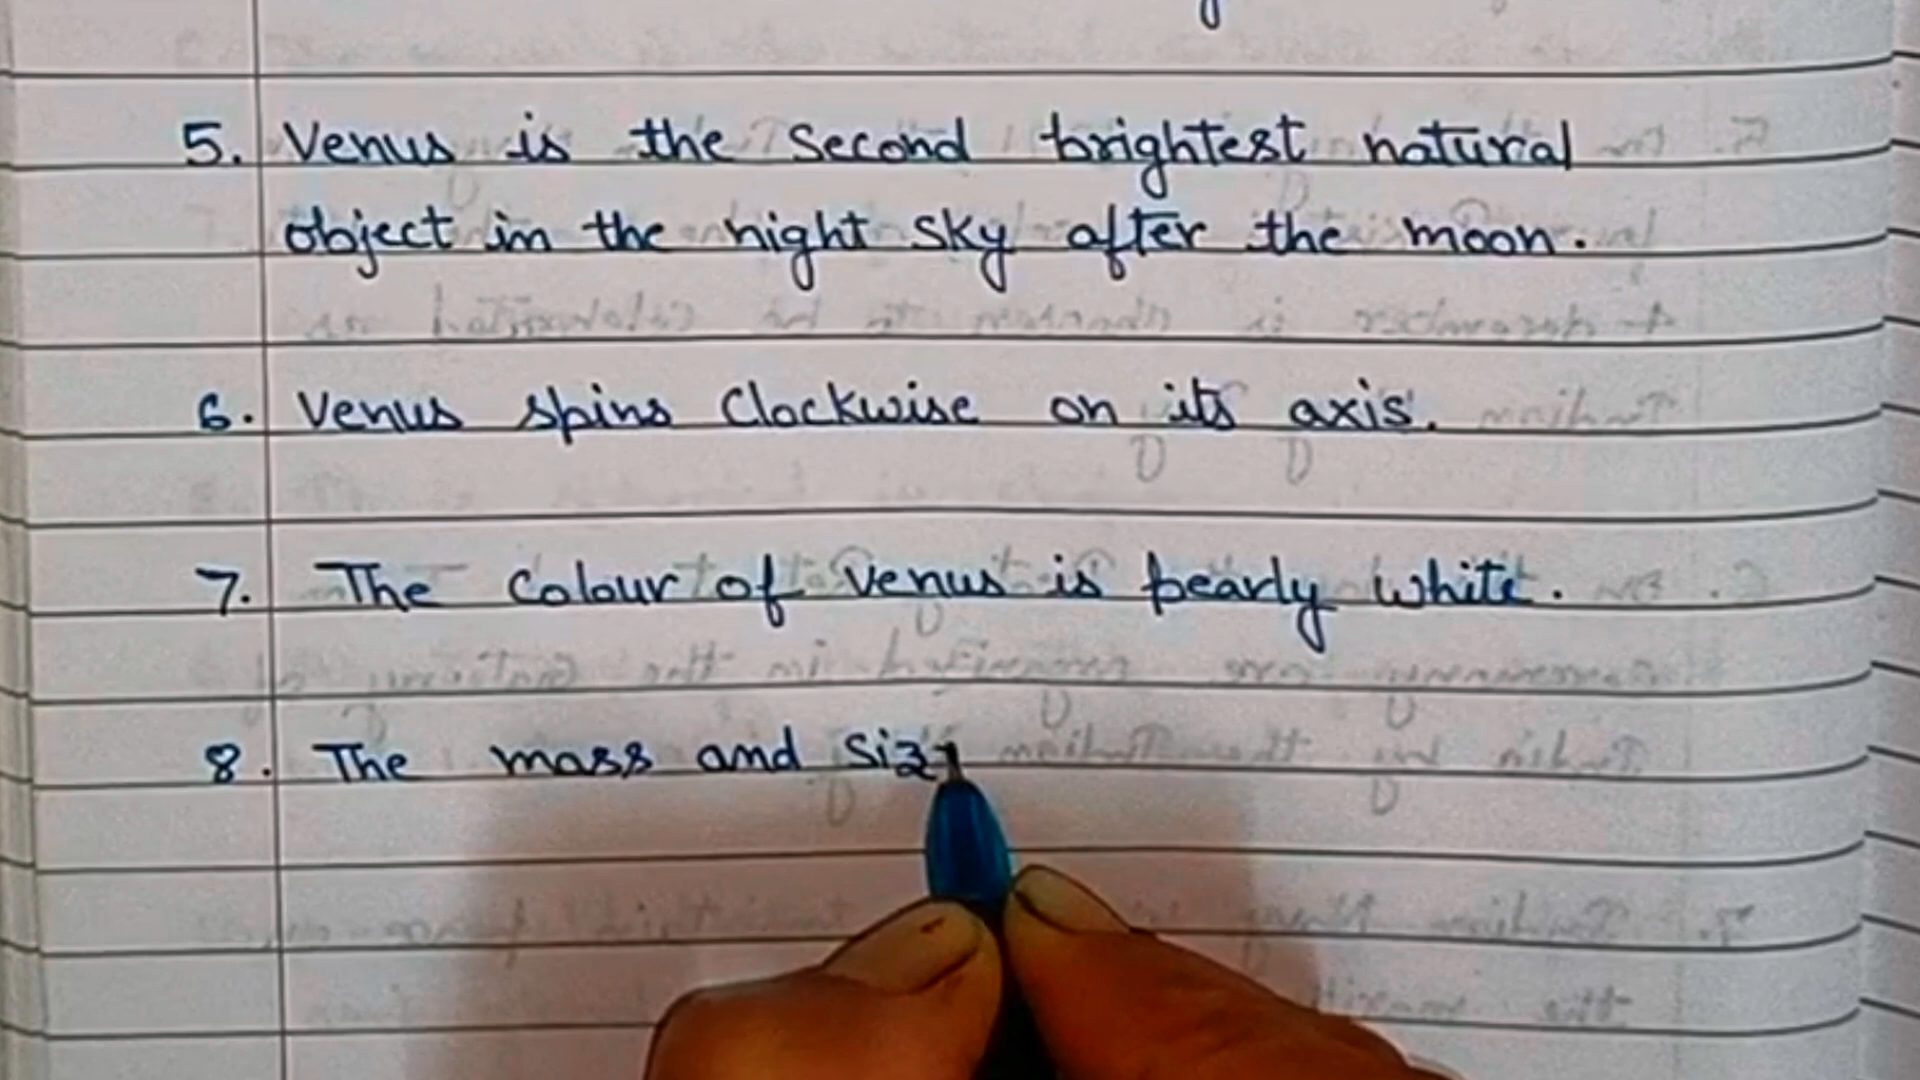 5. Venus is the Second brightest natural
object in the night sky after the moon.
6. Venus spins Clockwise on its axis.
7. The Colour of Venus is pearly white.
8. The mass and